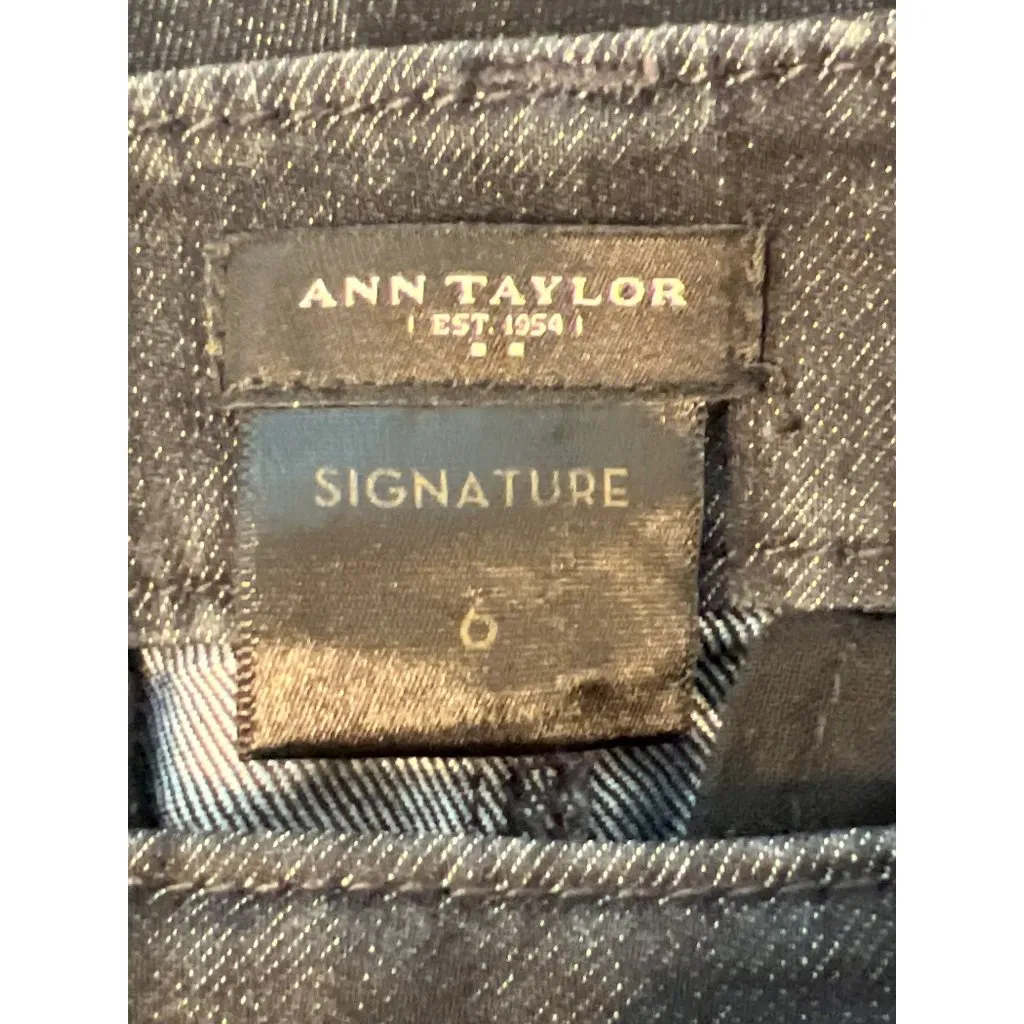 ANN TAYLOR
| EST. 1954 |
SIGNATURE
6